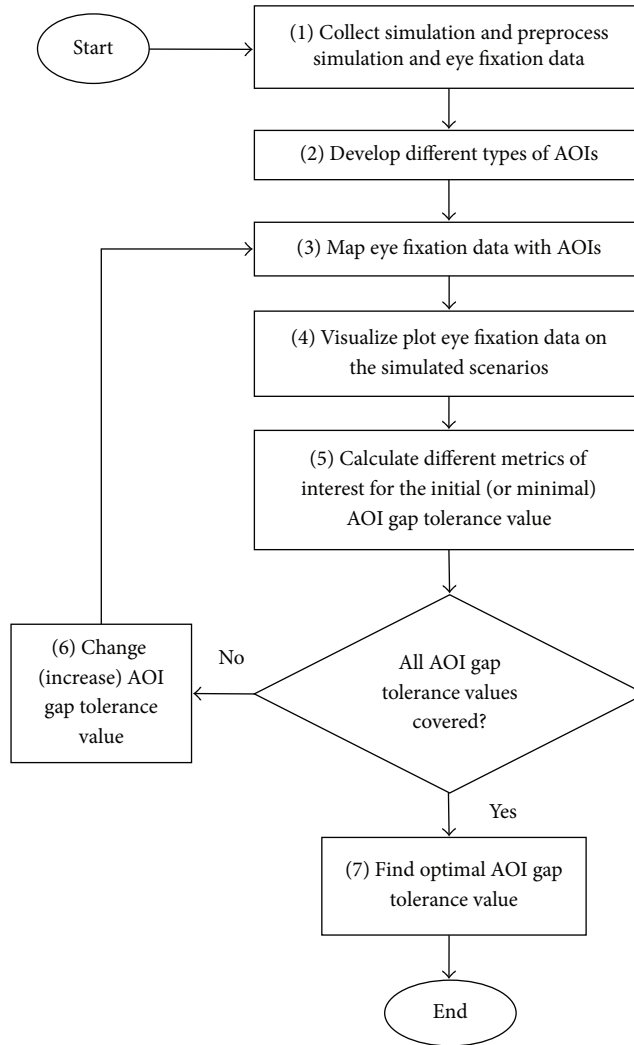 Start
(1) Collect simulation and preprocess
simulation and eye fixation data
(2) Develop different types of AOIs
(3) Map eye fixation data with AOIs
(4) Visualize plot eye fixation data on
the simulated scenarios
(5) Calculate different metrics of
interest for the initial (or minimal)
AOI gap tolerance value
All AOI gap
tolerance values
covered?
No
(6) Change
(increase) AOI
gap tolerance
value
Yes
(7) Find optimal AOI gap
tolerance value
End